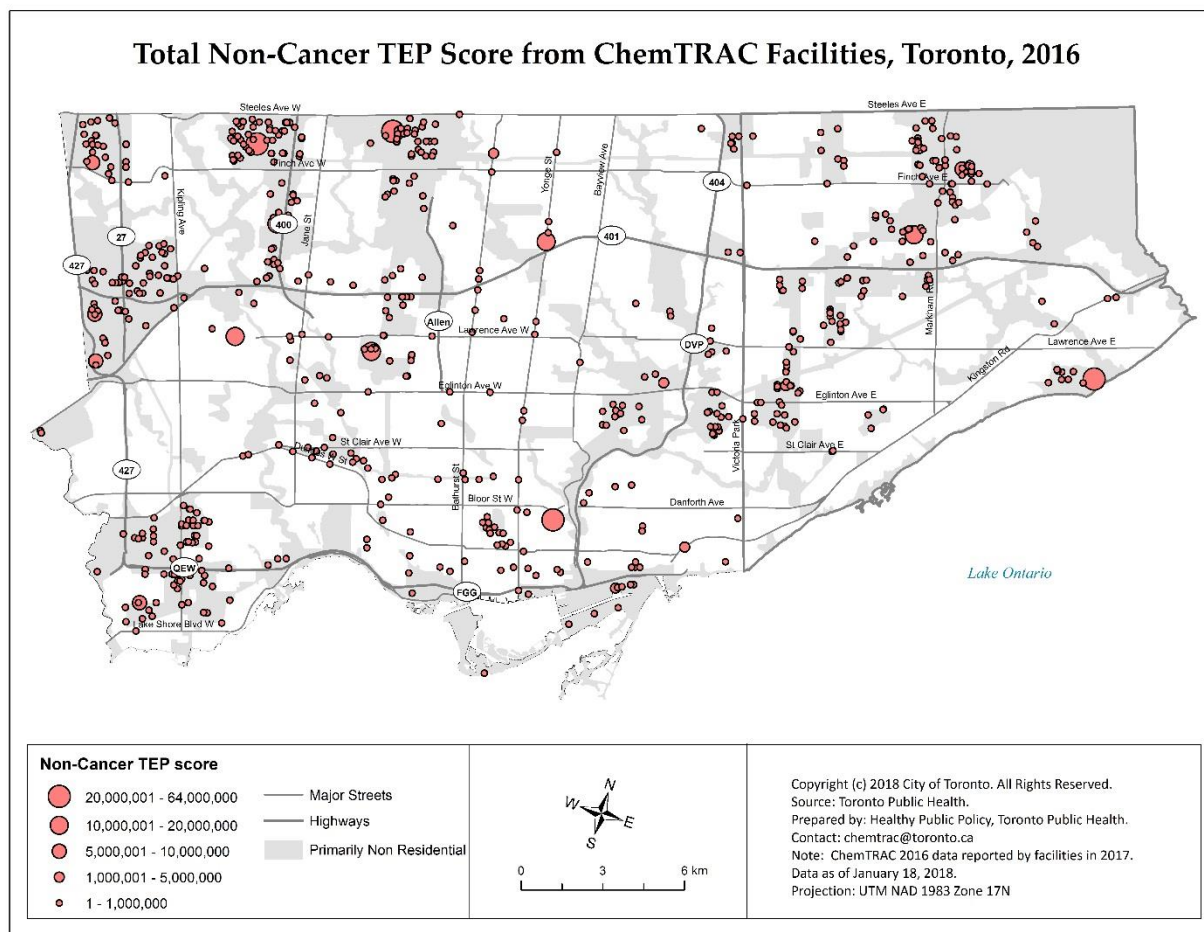 Total Non-Cancer TEP Score from ChemTRAC Facilities, Toronto, 2016
Steeles Ave W
Steeles Ave E
Finch Ave W
Finch Ave E
Kipling Ave
Jane St
Yonge St
Bayview Ave
404
400
27
401
427
Allen
Markham Rd
Lawrence Ave W
DVP
Lawrence Ave E
Kingston Rd
Eglinton Ave W
Eglinton Ave E
Victoria Park
St Clair Ave W
St Clair Ave E
Dundas St W
Bathurst St
427
Bloor St W
Danforth Ave
QEW
FGG
Lake Shore Blvd W
Lake Ontario
Non-Cancer TEP score
20,000,001 - 64,000,000
10,000,001 - 20,000,000
5,000,001 - 10,000,000
1,000,001 - 5,000,000
1 - 1,000,000
Major Streets
Highways
Primarily Non Residential
N
W
E
S
0 3 6 km
Copyright (c) 2018 City of Toronto. All Rights Reserved.
Source: Toronto Public Health.
Prepared by: Healthy Public Policy, Toronto Public Health.
Contact: chemtrac@toronto.ca
Note: ChemTRAC 2016 data reported by facilities in 2017.
Data as of January 18, 2018.
Projection: UTM NAD 1983 Zone 17N